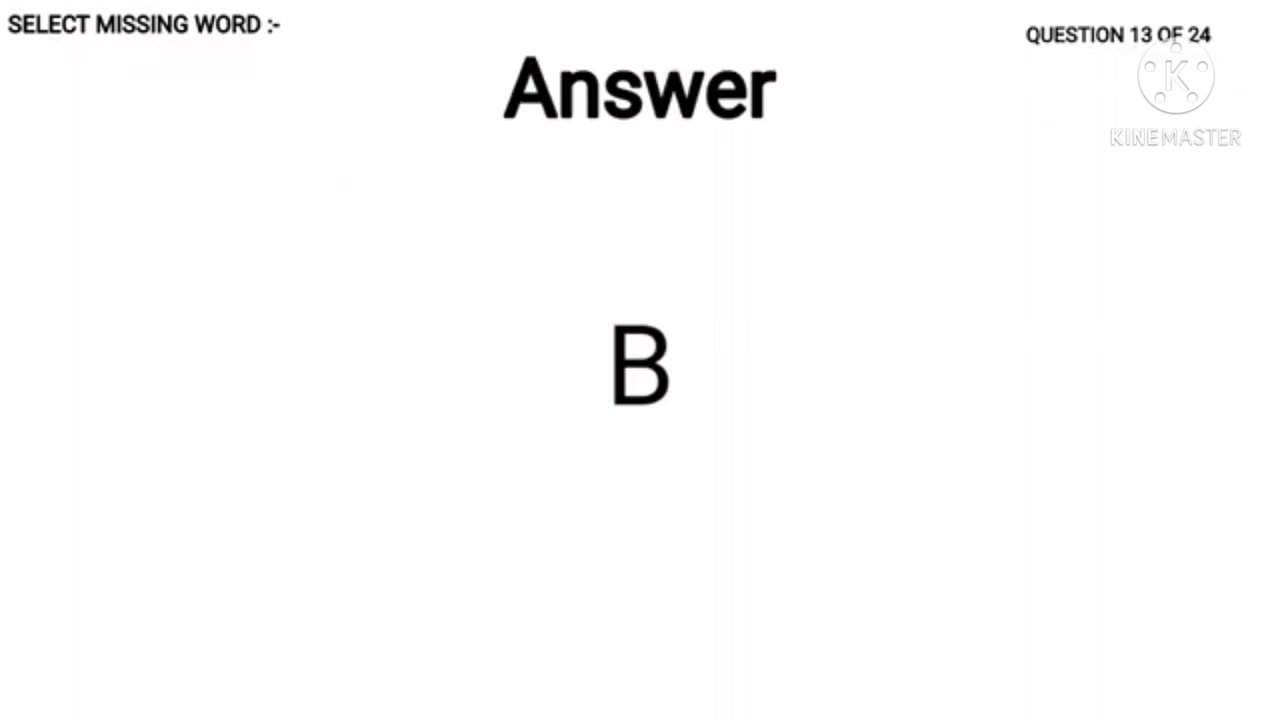 SELECT MISSING WORD :-
QUESTION 13 OF 24
Answer
K
KINEMASTER
B